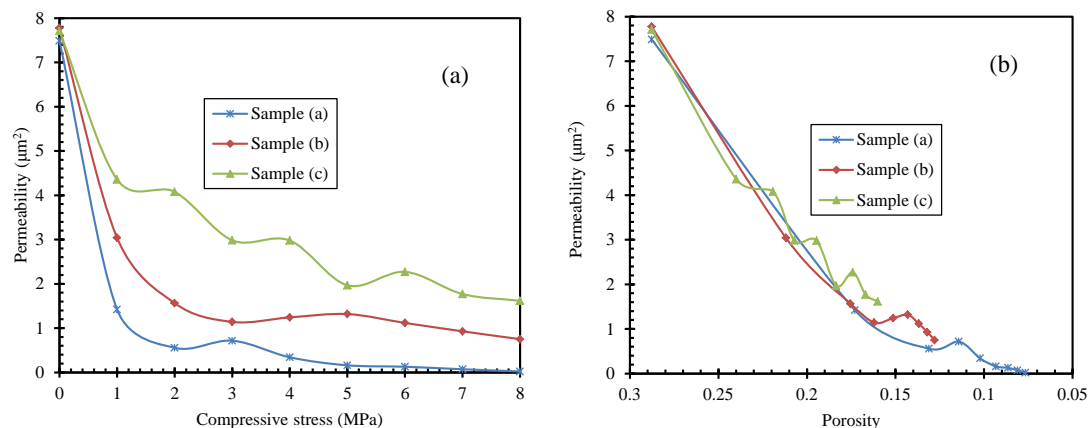 8
7
6
5
4
3
2
1
0
Permeability (μm²)
(a)
Sample (a)
Sample (b)
Sample (c)
0 1 2 3 4 5 6 7 8
Compressive stress (MPa)
8
7
6
5
4
3
2
1
0
Permeability (μm²)
(b)
Sample (a)
Sample (b)
Sample (c)
0.3 0.25 0.2 0.15 0.1 0.05
Porosity